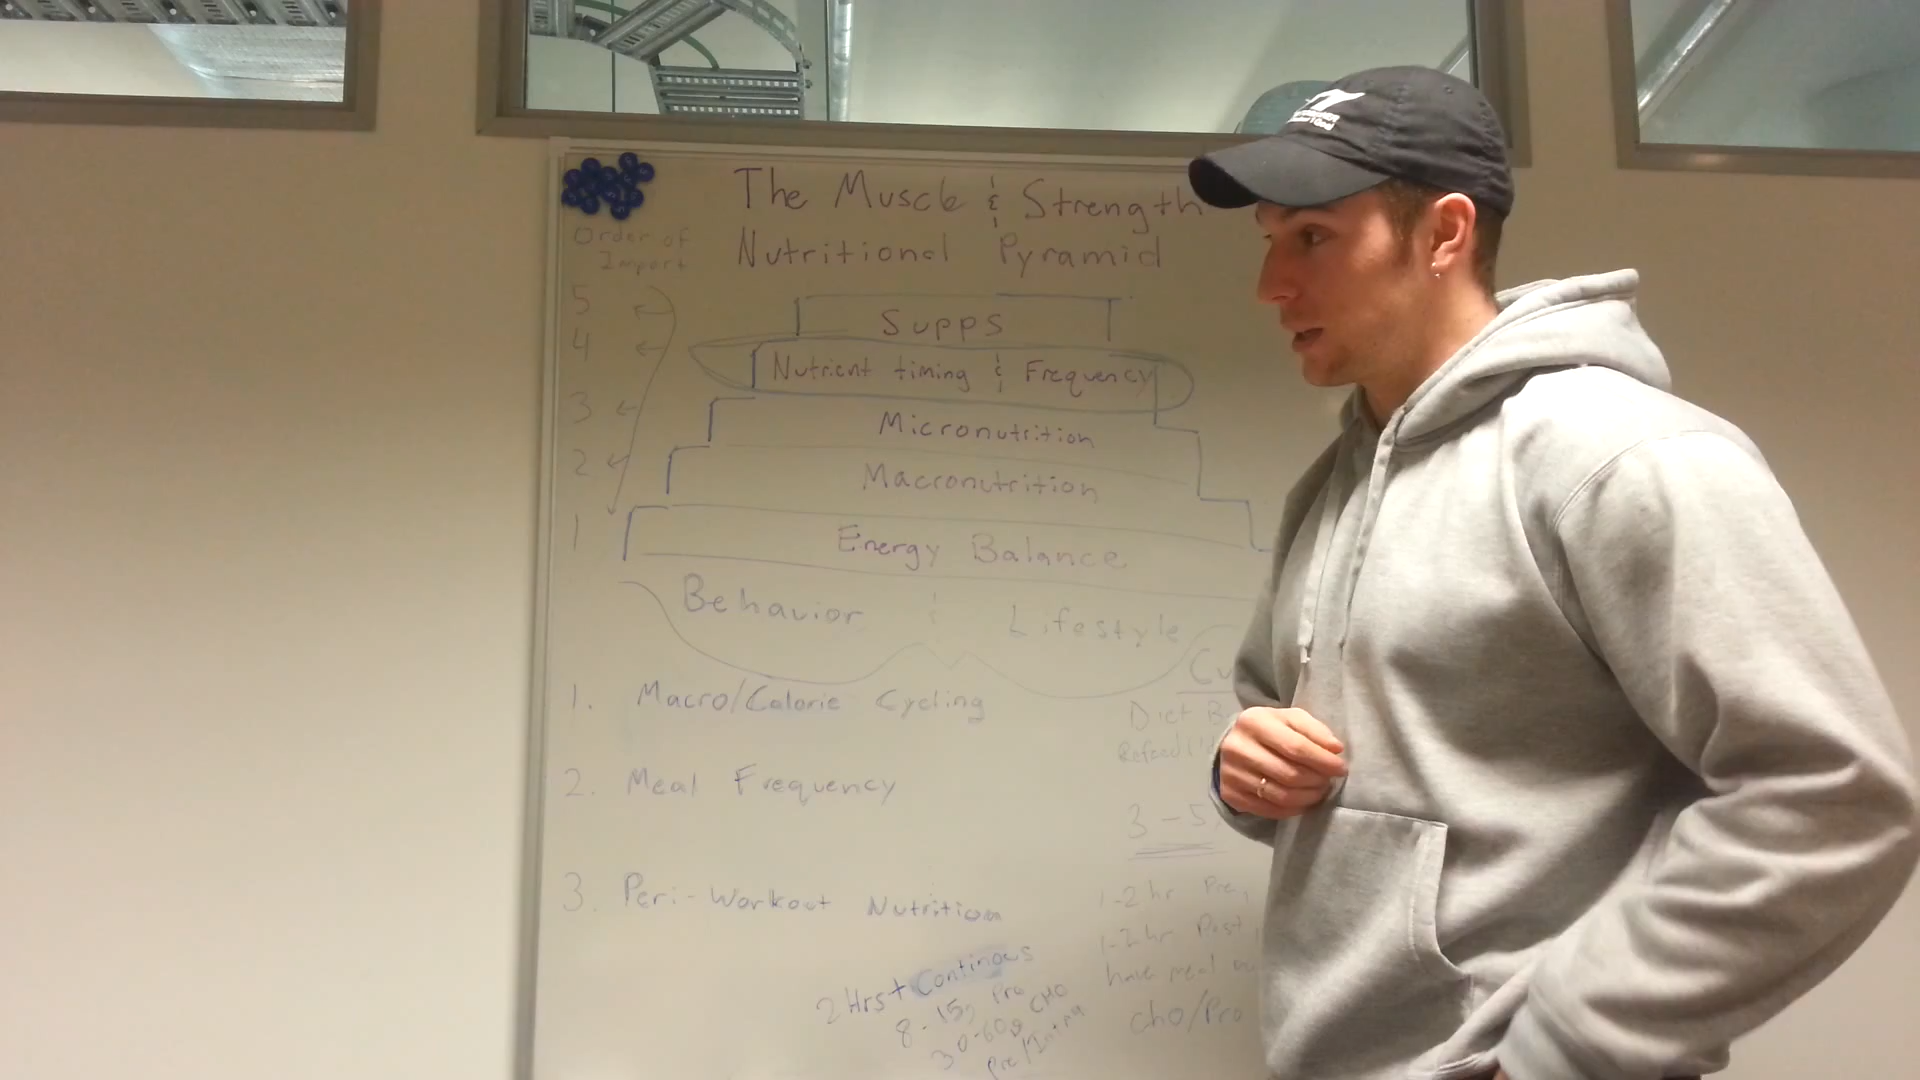 The Muscle & Strength
Nutritional Pyramid
Order of
Import
5
Supps
4
Nutrient timing & Frequency
3
Micronutrition
2
Macronutrition
1
Energy Balance
Behavior & Lifestyle
Cu
1. Macro/Calorie Cycling
Diet B
Refeed
2. Meal Frequency
3-5
3. Peri-Workout Nutrition
1-2 hr Pre,
1-2 hr Post
have meal
cho/Pro
2 Hrs+ Continous
8-15g Pro
30-60g CHO
Pre/Intra